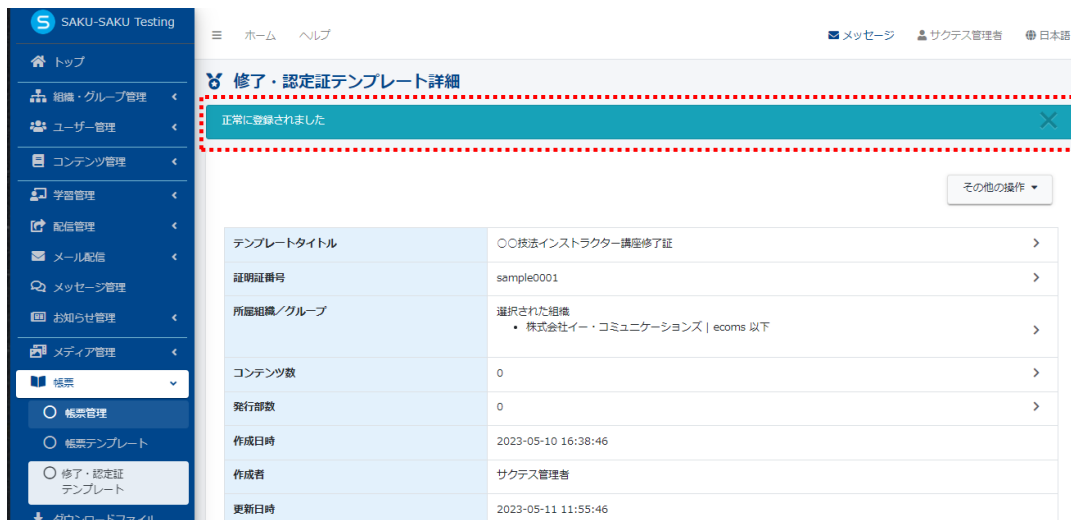 S SAKU-SAKU Testing
ホーム ヘルプ
メッセージ サクテス管理者 日本語
トップ
組織・グループ管理
ユーザー管理
コンテンツ管理
学習管理
配信管理
メール配信
メッセージ管理
お知らせ管理
メディア管理
帳票
帳票管理
帳票テンプレート
修了・認定証
テンプレート
ダウンロードファイル
修了・認定証テンプレート詳細
正常に登録されました
その他の操作
テンプレートタイトル 〇〇技法インストラクター講座修了証
証明証番号 sample0001
所属組織／グループ 選択された組織
• 株式会社イー・コミュニケーションズ | ecoms 以下
コンテンツ数 0
発行部数 0
作成日時 2023-05-10 16:38:46
作成者 サクテス管理者
更新日時 2023-05-11 11:55:46